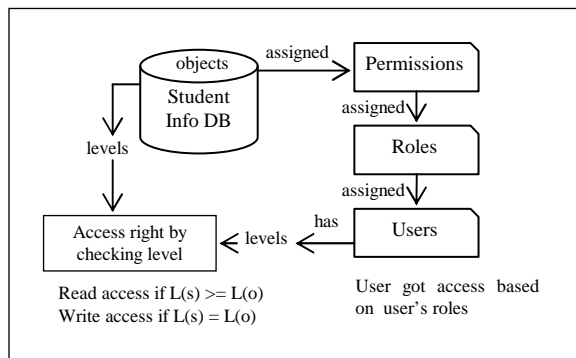 objects
Student
Info DB
assigned
Permissions
assigned
Roles
assigned
Users
has
levels
levels
Access right by
checking level
Read access if L(s) >= L(o)
Write access if L(s) = L(o)
User got access based
on user's roles